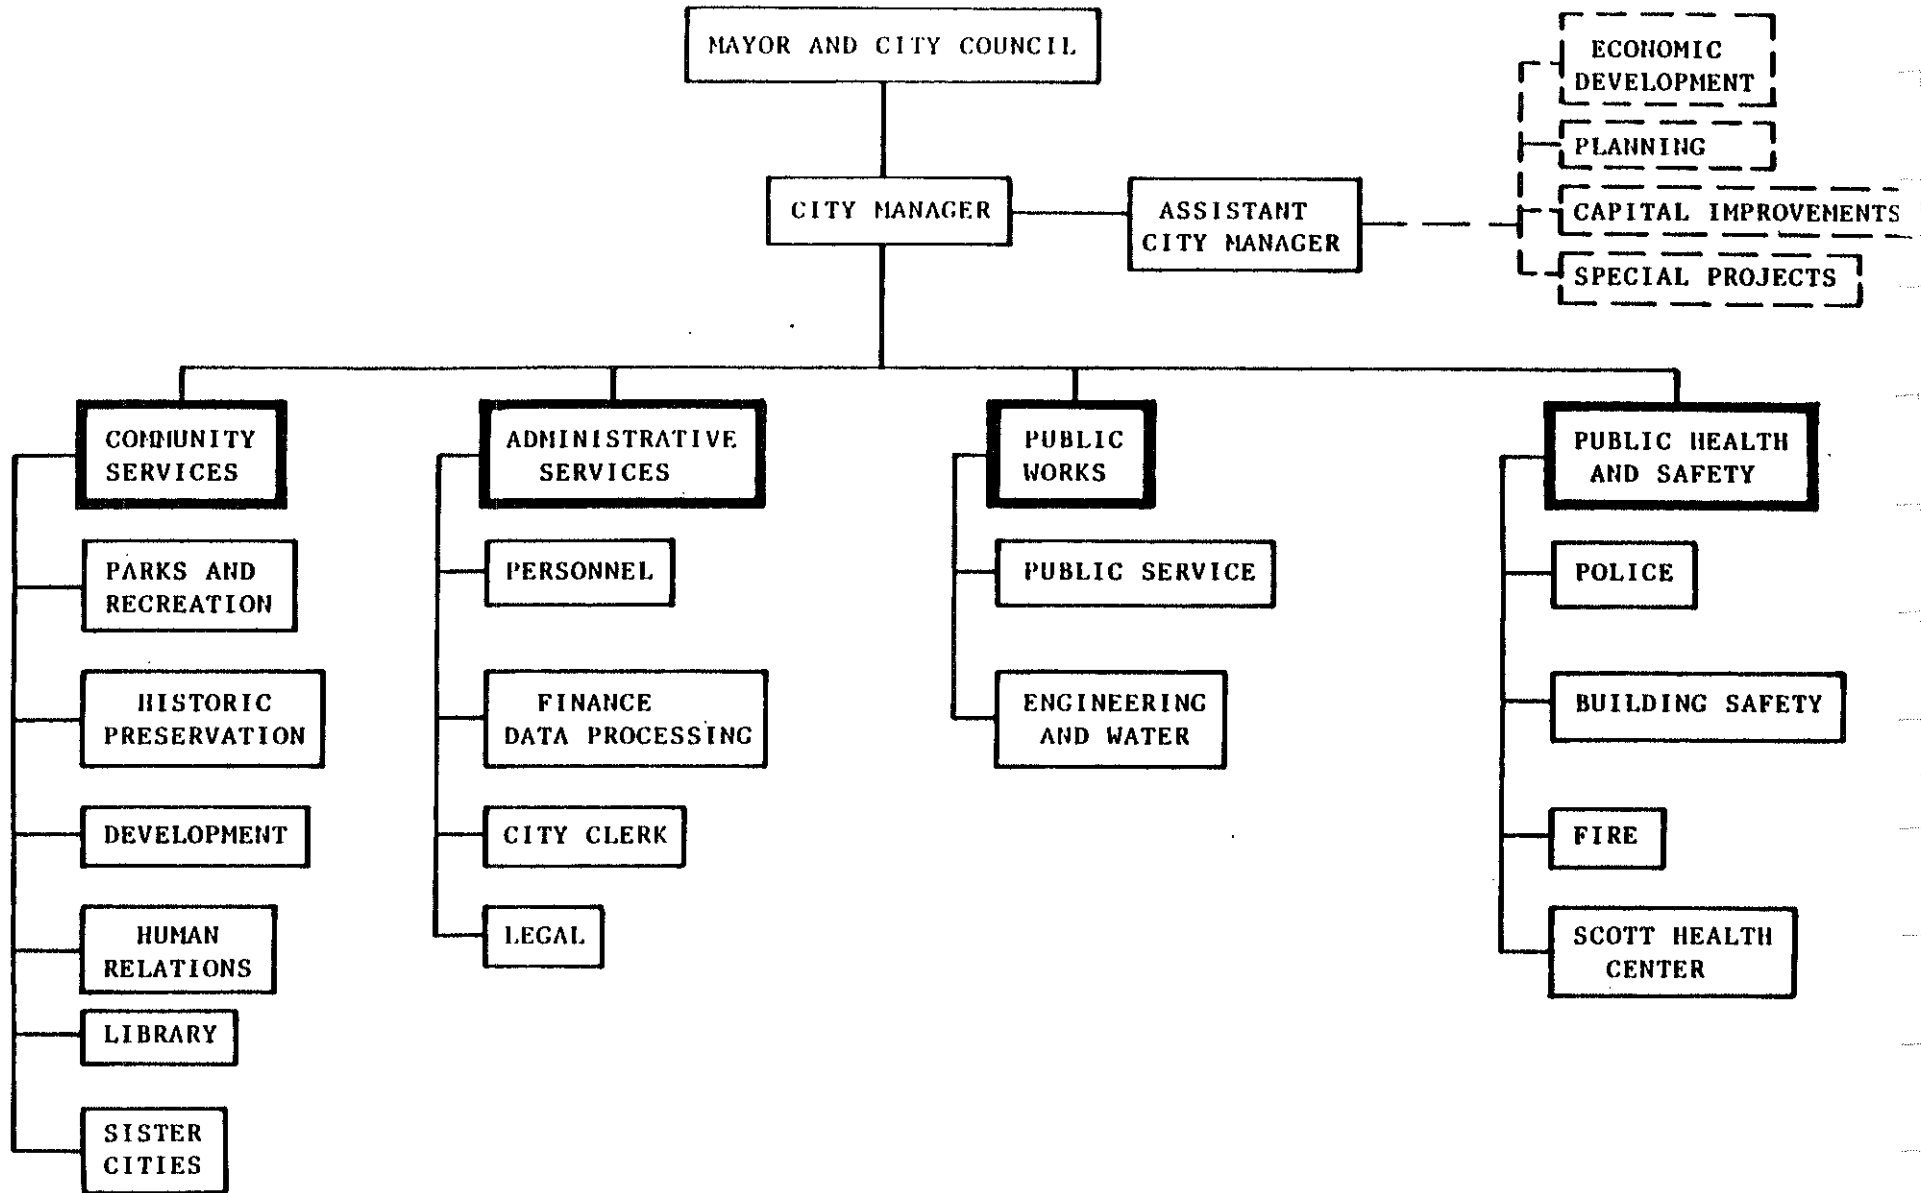 MAYOR AND CITY COUNCIL
ECONOMIC
DEVELOPMENT
PLANNING
CITY MANAGER
ASSISTANT
CITY MANAGER
CAPITAL IMPROVEMENTS
SPECIAL PROJECTS
COMMUNITY
SERVICES
PARKS AND
RECREATION
HISTORIC
PRESERVATION
DEVELOPMENT
HUMAN
RELATIONS
LIBRARY
SISTER
CITIES
ADMINISTRATIVE
SERVICES
PERSONNEL
FINANCE
DATA PROCESSING
CITY CLERK
LEGAL
PUBLIC
WORKS
PUBLIC SERVICE
ENGINEERING
AND WATER
PUBLIC HEALTH
AND SAFETY
POLICE
BUILDING SAFETY
FIRE
SCOTT HEALTH
CENTER